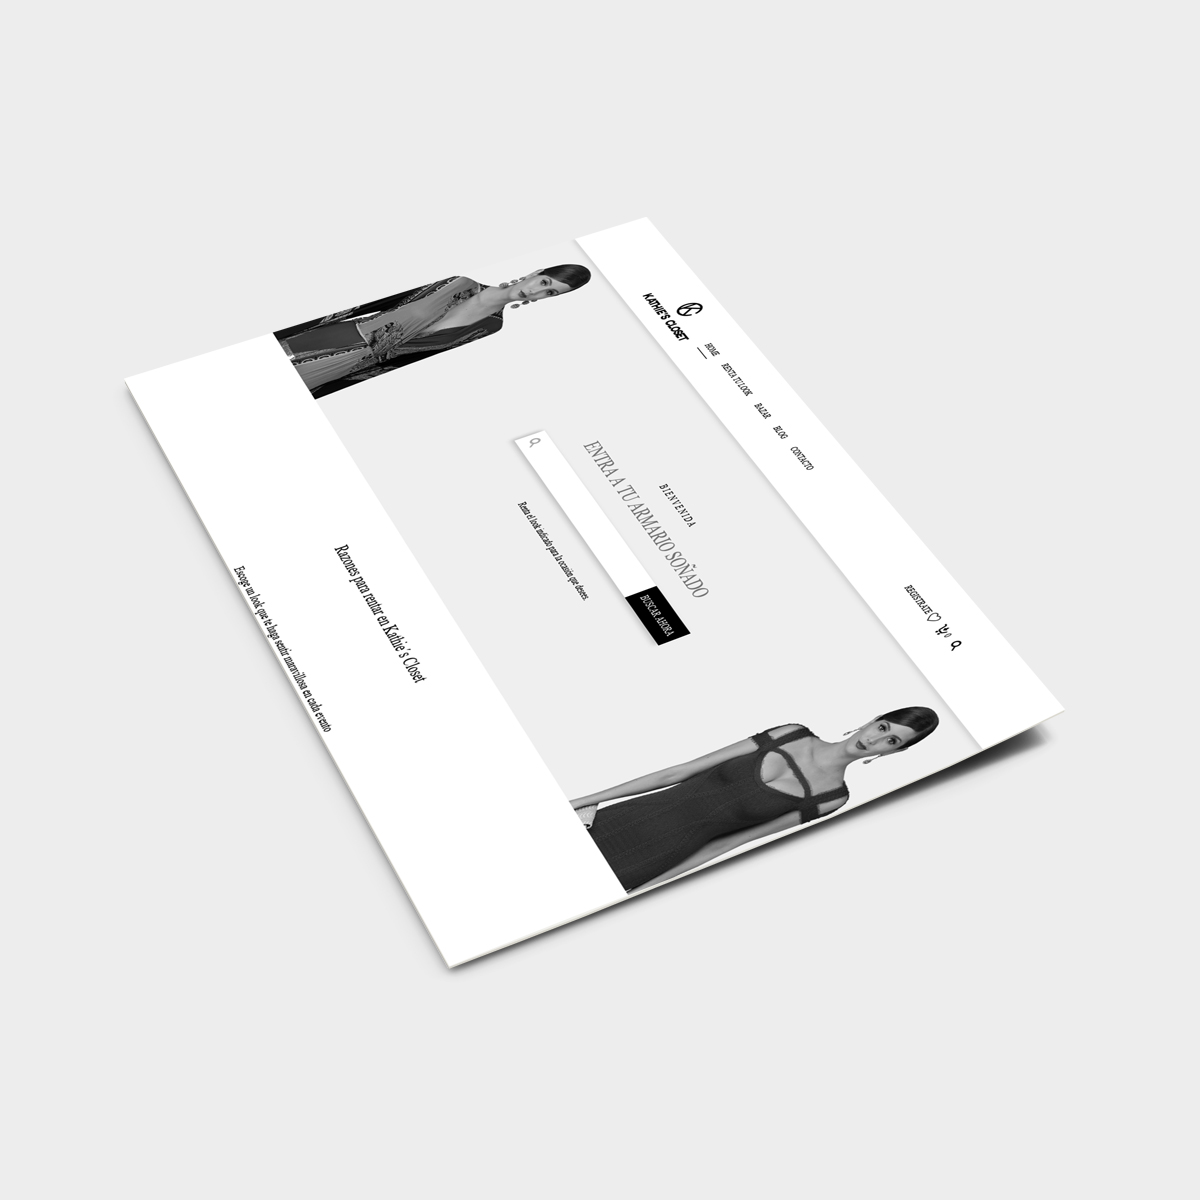 KATHIE'S CLOSET
HOME
RENTA TU LOOK
BAZAR
BLOG
CONTACTO
REGISTRATE
0
BIENVENIDA
ENTRA A TU ARMARIO SOÑADO
BUSCAR AHORA
Renta el look indicado para la ocasión que desees.
Razones para rentar en Kathie´s Closet
Escoge un look que te haga sentir maravillosa en cada evento